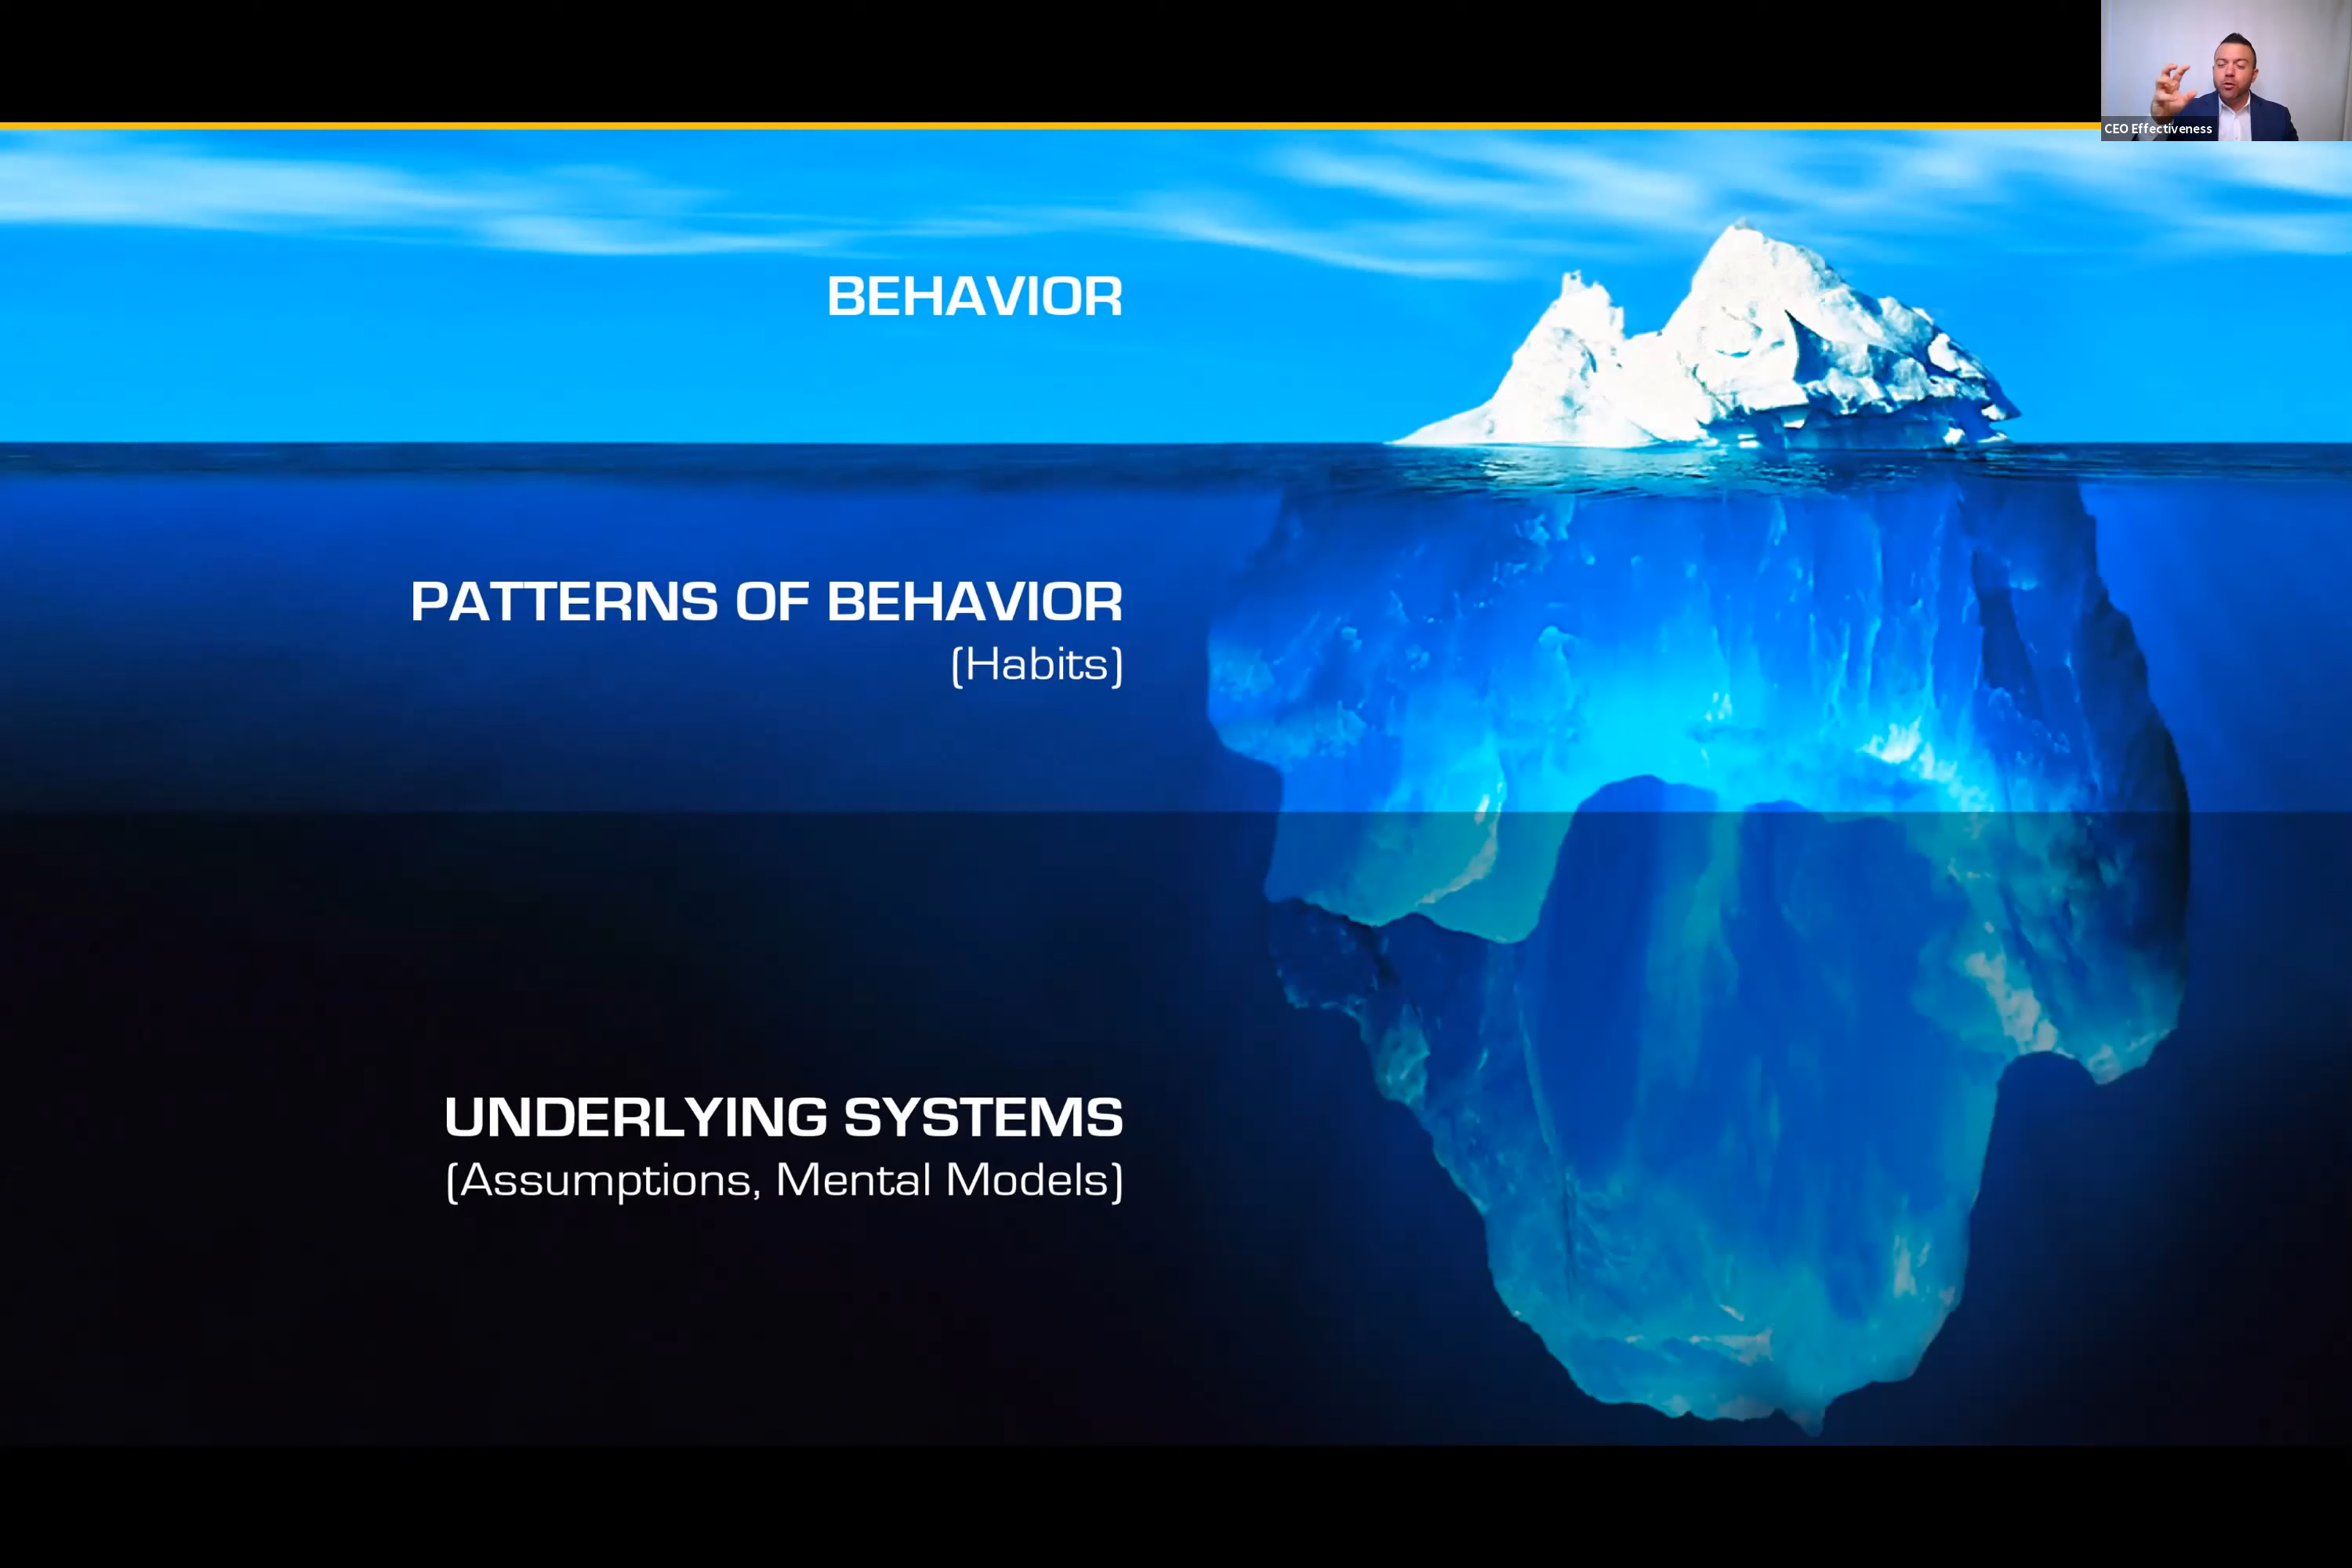 CEO Effectiveness
BEHAVIOR
PATTERNS OF BEHAVIOR
(Habits)
UNDERLYING SYSTEMS
(Assumptions, Mental Models)